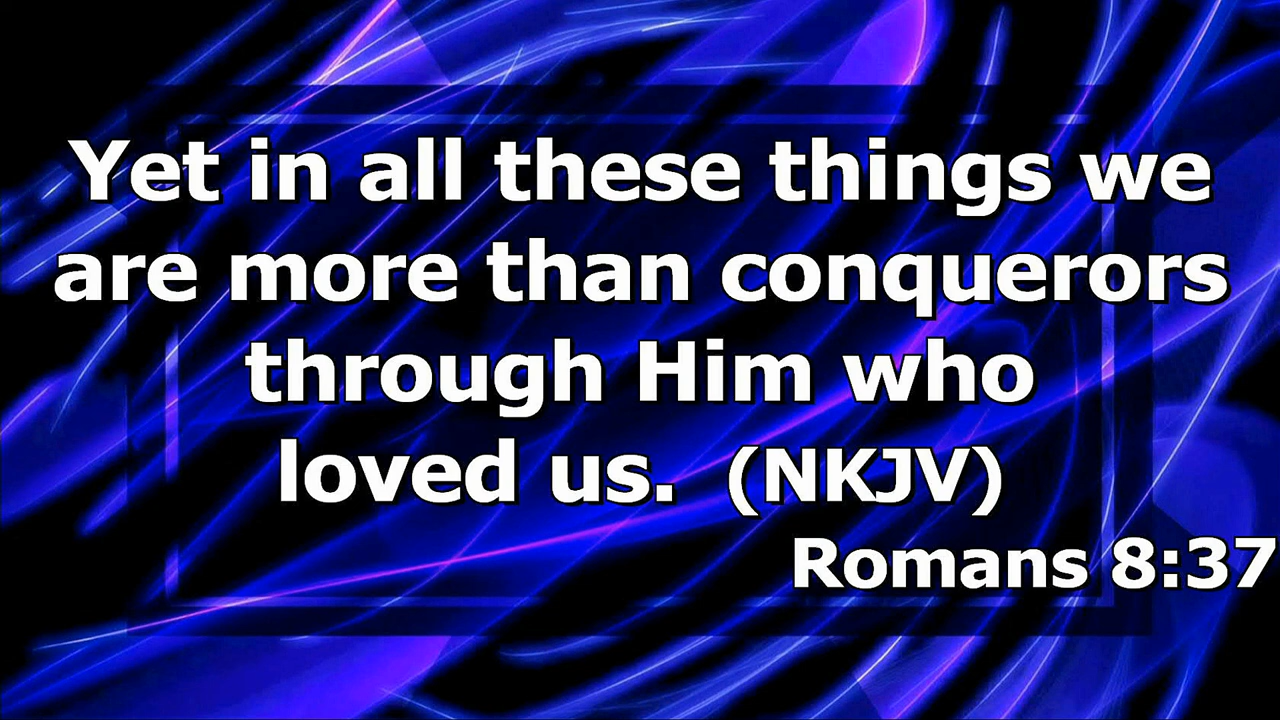 Yet in all these things we
are more than conquerors
through Him who
loved us. (NKJV)
Romans 8:37